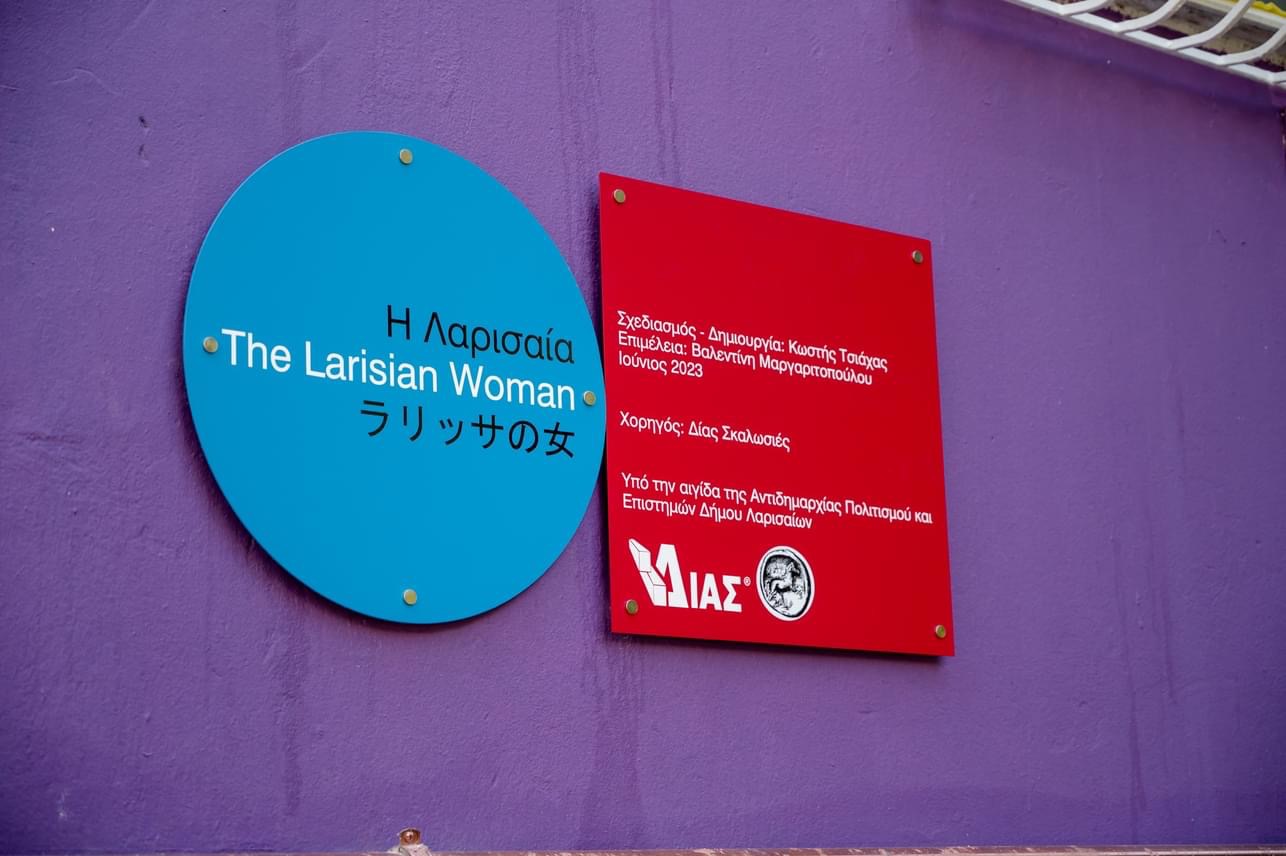 Η Λαρισαία
The Larisian Woman
ラリッサの女
Σχεδιασμός - Δημιουργία: Κωστής Τσιάχας
Επιμέλεια: Βαλεντίνη Μαργαριτοπούλου
Ιούνιος 2023
Χορηγός: Δίας Σκαλωσιές
Υπό την αιγίδα της Αντιδημαρχίας Πολιτισμού και
Επιστημών Δήμου Λαρισαίων
ΔΙΑΣ®